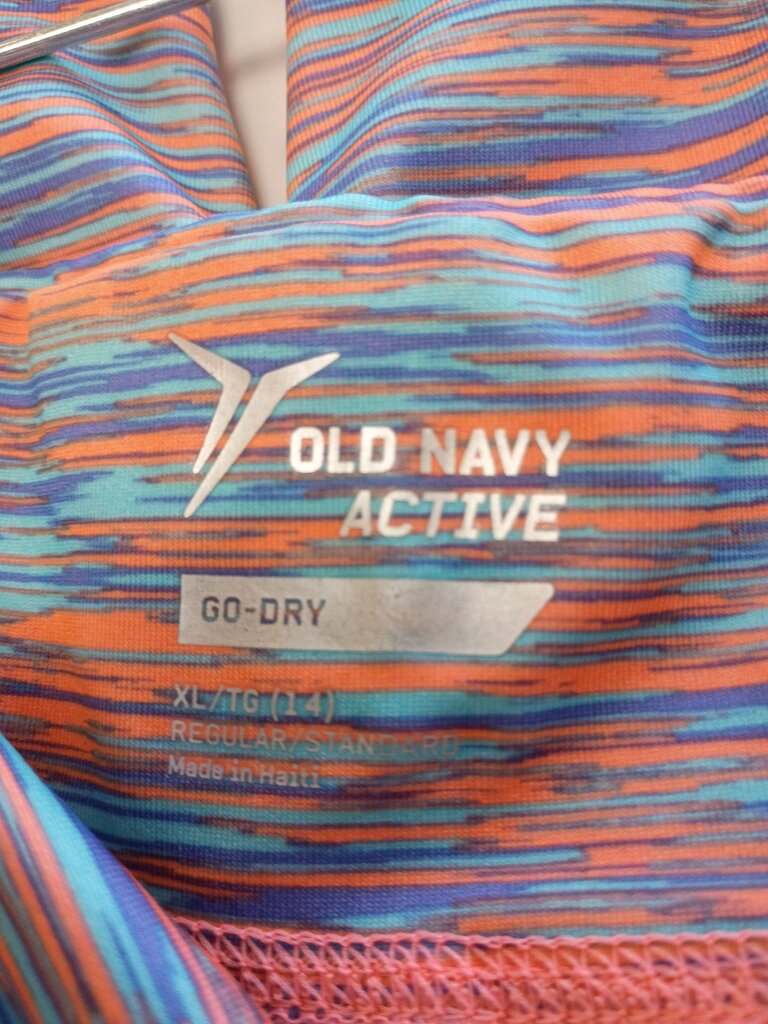 OLD NAVY
ACTIVE
GO-DRY
XL/TG (14)
REGULAR/STANDARD
Made in Haiti